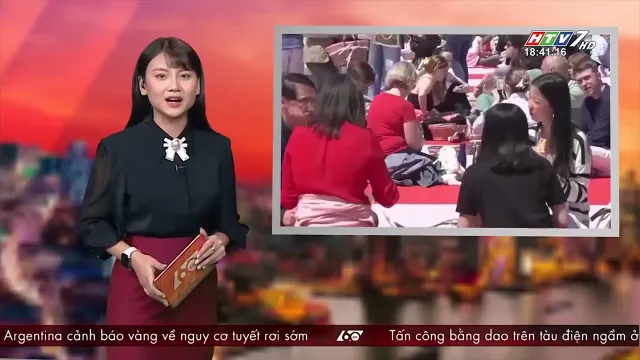 HTV7 HD
18:41:16
Argentina cảnh báo vàng về nguy cơ tuyết rơi sớm 60 Tấn công bằng dao trên tàu điện ngầm ở